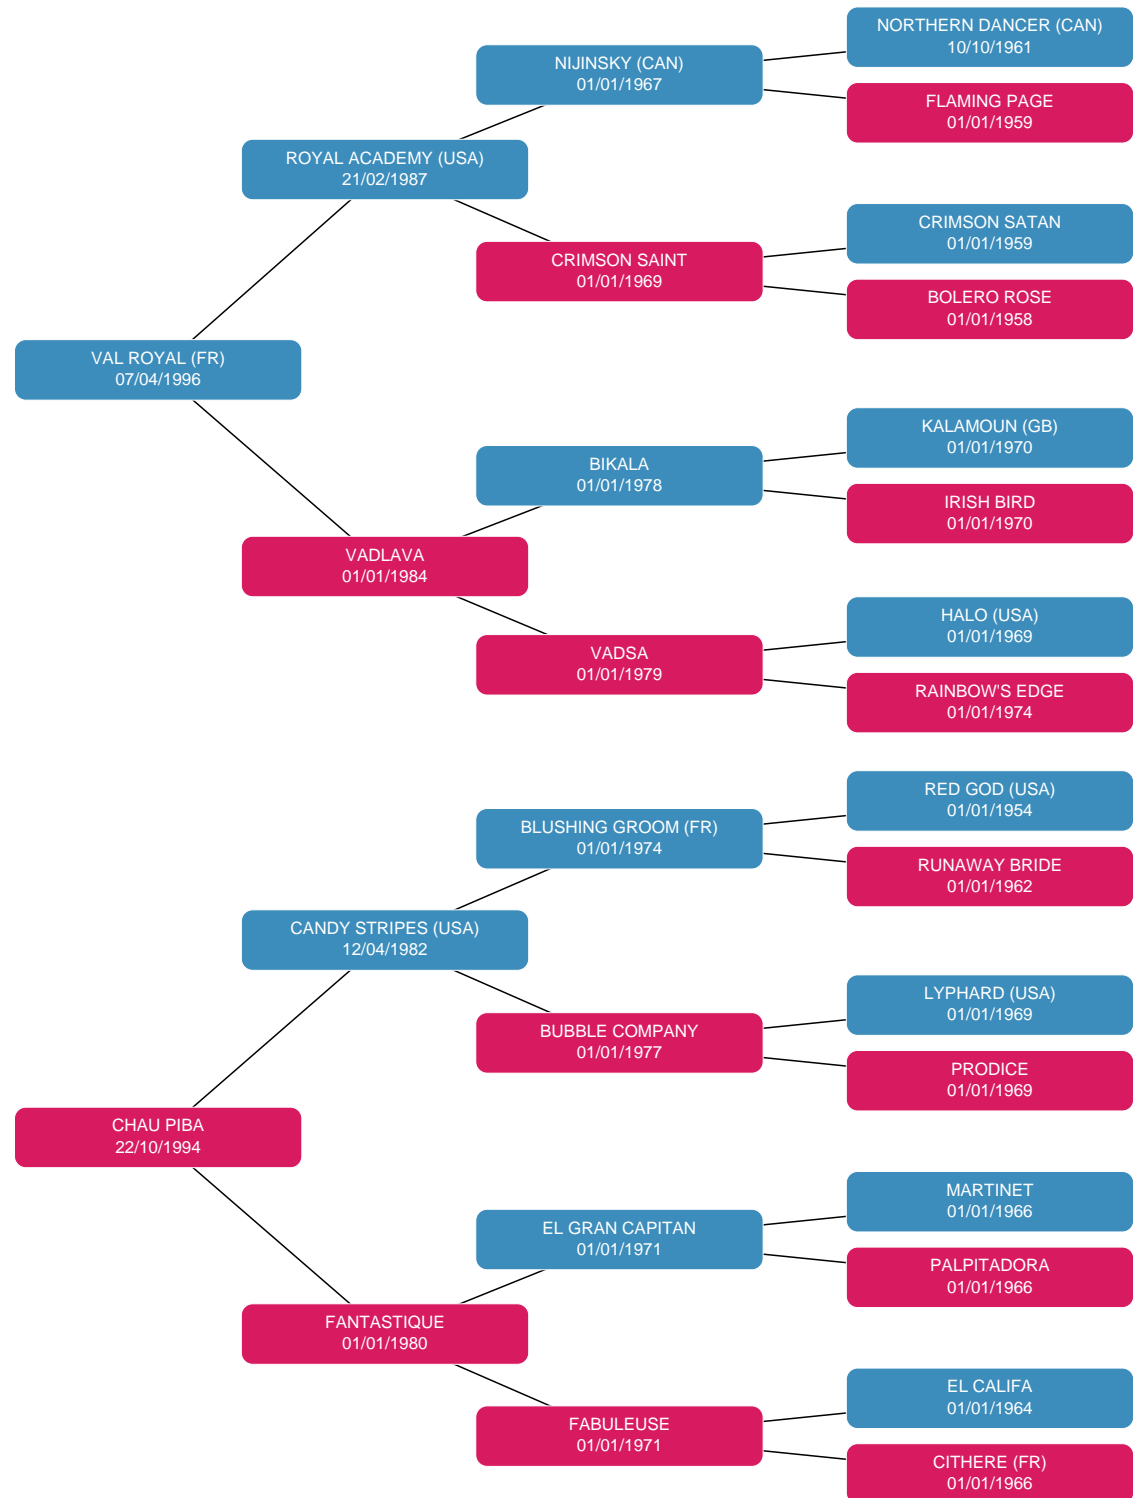 NORTHERN DANCER (CAN)
10/10/1961
NIJINSKY (CAN)
01/01/1967
FLAMING PAGE
01/01/1959
ROYAL ACADEMY (USA)
21/02/1987
CRIMSON SATAN
01/01/1959
CRIMSON SAINT
01/01/1969
BOLERO ROSE
01/01/1958
VAL ROYAL (FR)
07/04/1996
KALAMOUN (GB)
01/01/1970
BIKALA
01/01/1978
IRISH BIRD
01/01/1970
VADLAVA
01/01/1984
HALO (USA)
01/01/1969
VADSA
01/01/1979
RAINBOW'S EDGE
01/01/1974
RED GOD (USA)
01/01/1954
BLUSHING GROOM (FR)
01/01/1974
RUNAWAY BRIDE
01/01/1962
CANDY STRIPES (USA)
12/04/1982
LYPHARD (USA)
01/01/1969
BUBBLE COMPANY
01/01/1977
PRODICE
01/01/1969
CHAU PIBA
22/10/1994
MARTINET
01/01/1966
EL GRAN CAPITAN
01/01/1971
PALPITADORA
01/01/1966
FANTASTIQUE
01/01/1980
EL CALIFA
01/01/1964
FABULEUSE
01/01/1971
CITHERE (FR)
01/01/1966